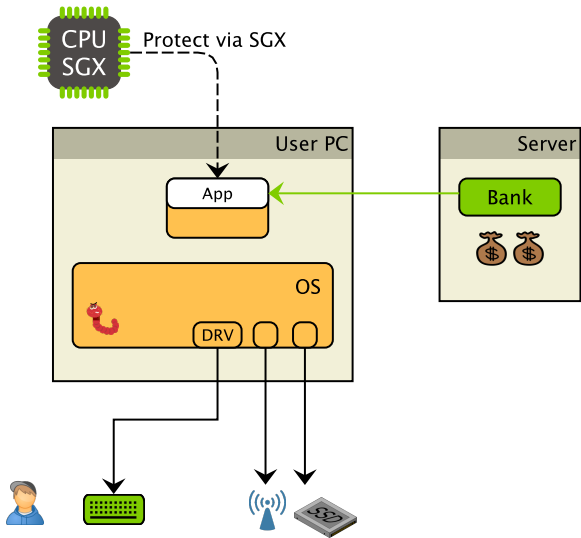 CPU
SGX
Protect via SGX
User PC
Server
App
Bank
$ $
OS
DRV
SSD